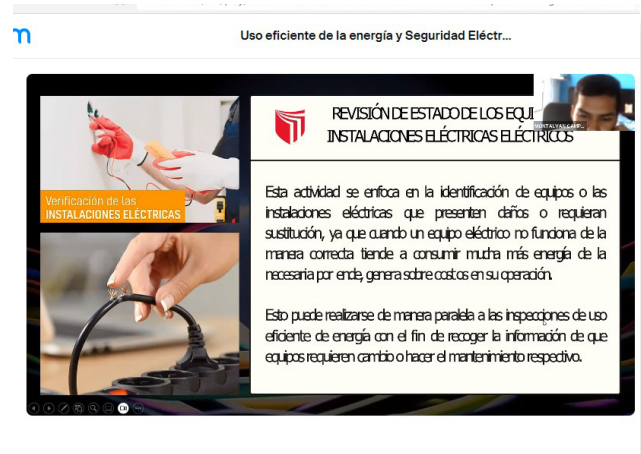 m
Uso eficiente de la energía y Seguridad Eléctr...
REVISIÓN DE ESTADO DE LOS EQUI
INSTALACIONES ELÉCTRICAS ELÉCTRICOS
Verificación de las
INSTALACIONES ELÉCTRICAS
Esta actividad se enfoca en la identificación de equipos o las
instalaciones eléctricas que presenten daños o requieran
sustitución, ya que cuando un equipo eléctrico no funciona de la
manera correcta tiende a consumir mucha más energía de la
necesaria por ende, genera sobre costos en su operación.
Esto puede realizarse de manera paralela a las inspecciones de uso
eficiente de energía con el fin de recoger la información de que
equipos requieren cambio o hacer el mantenimiento respectivo.